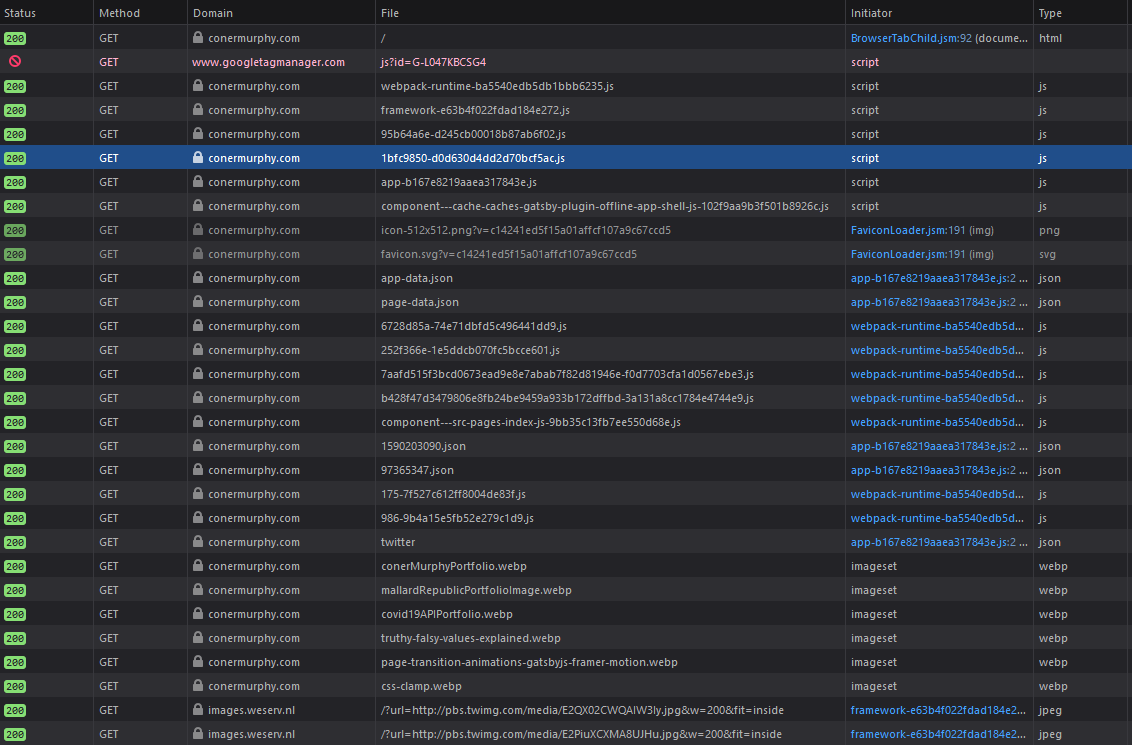 Status Method Domain File Initiator Type
200 GET conermurphy.com / BrowserTabChild.jsm:92 (docume... html
GET www.googletagmanager.com js?id=G-L047KBCSG4 script
200 GET conermurphy.com webpack-runtime-ba5540edb5db1bbb6235.js script js
200 GET conermurphy.com framework-e63b4f022fdad184e272.js script js
200 GET conermurphy.com 95b64a6e-d245cb00018b87ab6f02.js script js
200 GET conermurphy.com 1bfc9850-d0d630d4dd2d70bcf5ac.js script js
200 GET conermurphy.com app-b167e8219aaea317843e.js script js
200 GET conermurphy.com component---cache-caches-gatsby-plugin-offline-app-shell-js-102f9aa9b3f501b8926c.js script js
200 GET conermurphy.com icon-512x512.png?v=c14241ed5f15a01affcf107a9c67ccd5 FaviconLoader.jsm:191 (img) png
200 GET conermurphy.com favicon.svg?v=c14241ed5f15a01affcf107a9c67ccd5 FaviconLoader.jsm:191 (img) svg
200 GET conermurphy.com app-data.json app-b167e8219aaea317843e.js:2 ... json
200 GET conermurphy.com page-data.json app-b167e8219aaea317843e.js:2 ... json
200 GET conermurphy.com 6728d85a-74e71dbfd5c496441dd9.js webpack-runtime-ba5540edb5d... js
200 GET conermurphy.com 252f366e-1e5ddcb070fc5bcce601.js webpack-runtime-ba5540edb5d... js
200 GET conermurphy.com 7aafd515f3bcd0673ead9e8e7abab7f82d81946e-f0d7703cfa1d0567ebe3.js webpack-runtime-ba5540edb5d... js
200 GET conermurphy.com b428f47d3479806e8fb24be9459a933b172dffbd-3a131a8cc1784e4744e9.js webpack-runtime-ba5540edb5d... js
200 GET conermurphy.com component---src-pages-index-js-9bb35c13fb7ee550d68e.js webpack-runtime-ba5540edb5d... js
200 GET conermurphy.com 1590203090.json app-b167e8219aaea317843e.js:2 ... json
200 GET conermurphy.com 97365347.json app-b167e8219aaea317843e.js:2 ... json
200 GET conermurphy.com 175-7f527c612ff8004de83f.js webpack-runtime-ba5540edb5d... js
200 GET conermurphy.com 986-9b4a15e5fb52e279c1d9.js webpack-runtime-ba5540edb5d... js
200 GET conermurphy.com twitter app-b167e8219aaea317843e.js:2 ... json
200 GET conermurphy.com conerMurphyPortfolio.webp imageset webp
200 GET conermurphy.com mallardRepublicPortfolioImage.webp imageset webp
200 GET conermurphy.com covid19APIPortfolio.webp imageset webp
200 GET conermurphy.com truthy-falsy-values-explained.webp imageset webp
200 GET conermurphy.com page-transition-animations-gatsbyjs-framer-motion.webp imageset webp
200 GET conermurphy.com css-clamp.webp imageset webp
200 GET images.weserv.nl /?url=http://pbs.twimg.com/media/E2QX02CWQAIW3Iy.jpg&w=200&fit=inside framework-e63b4f022fdad184e2... jpeg
200 GET images.weserv.nl /?url=http://pbs.twimg.com/media/E2PiuXCXMA8UJHu.jpg&w=200&fit=inside framework-e63b4f022fdad184e2... jpeg